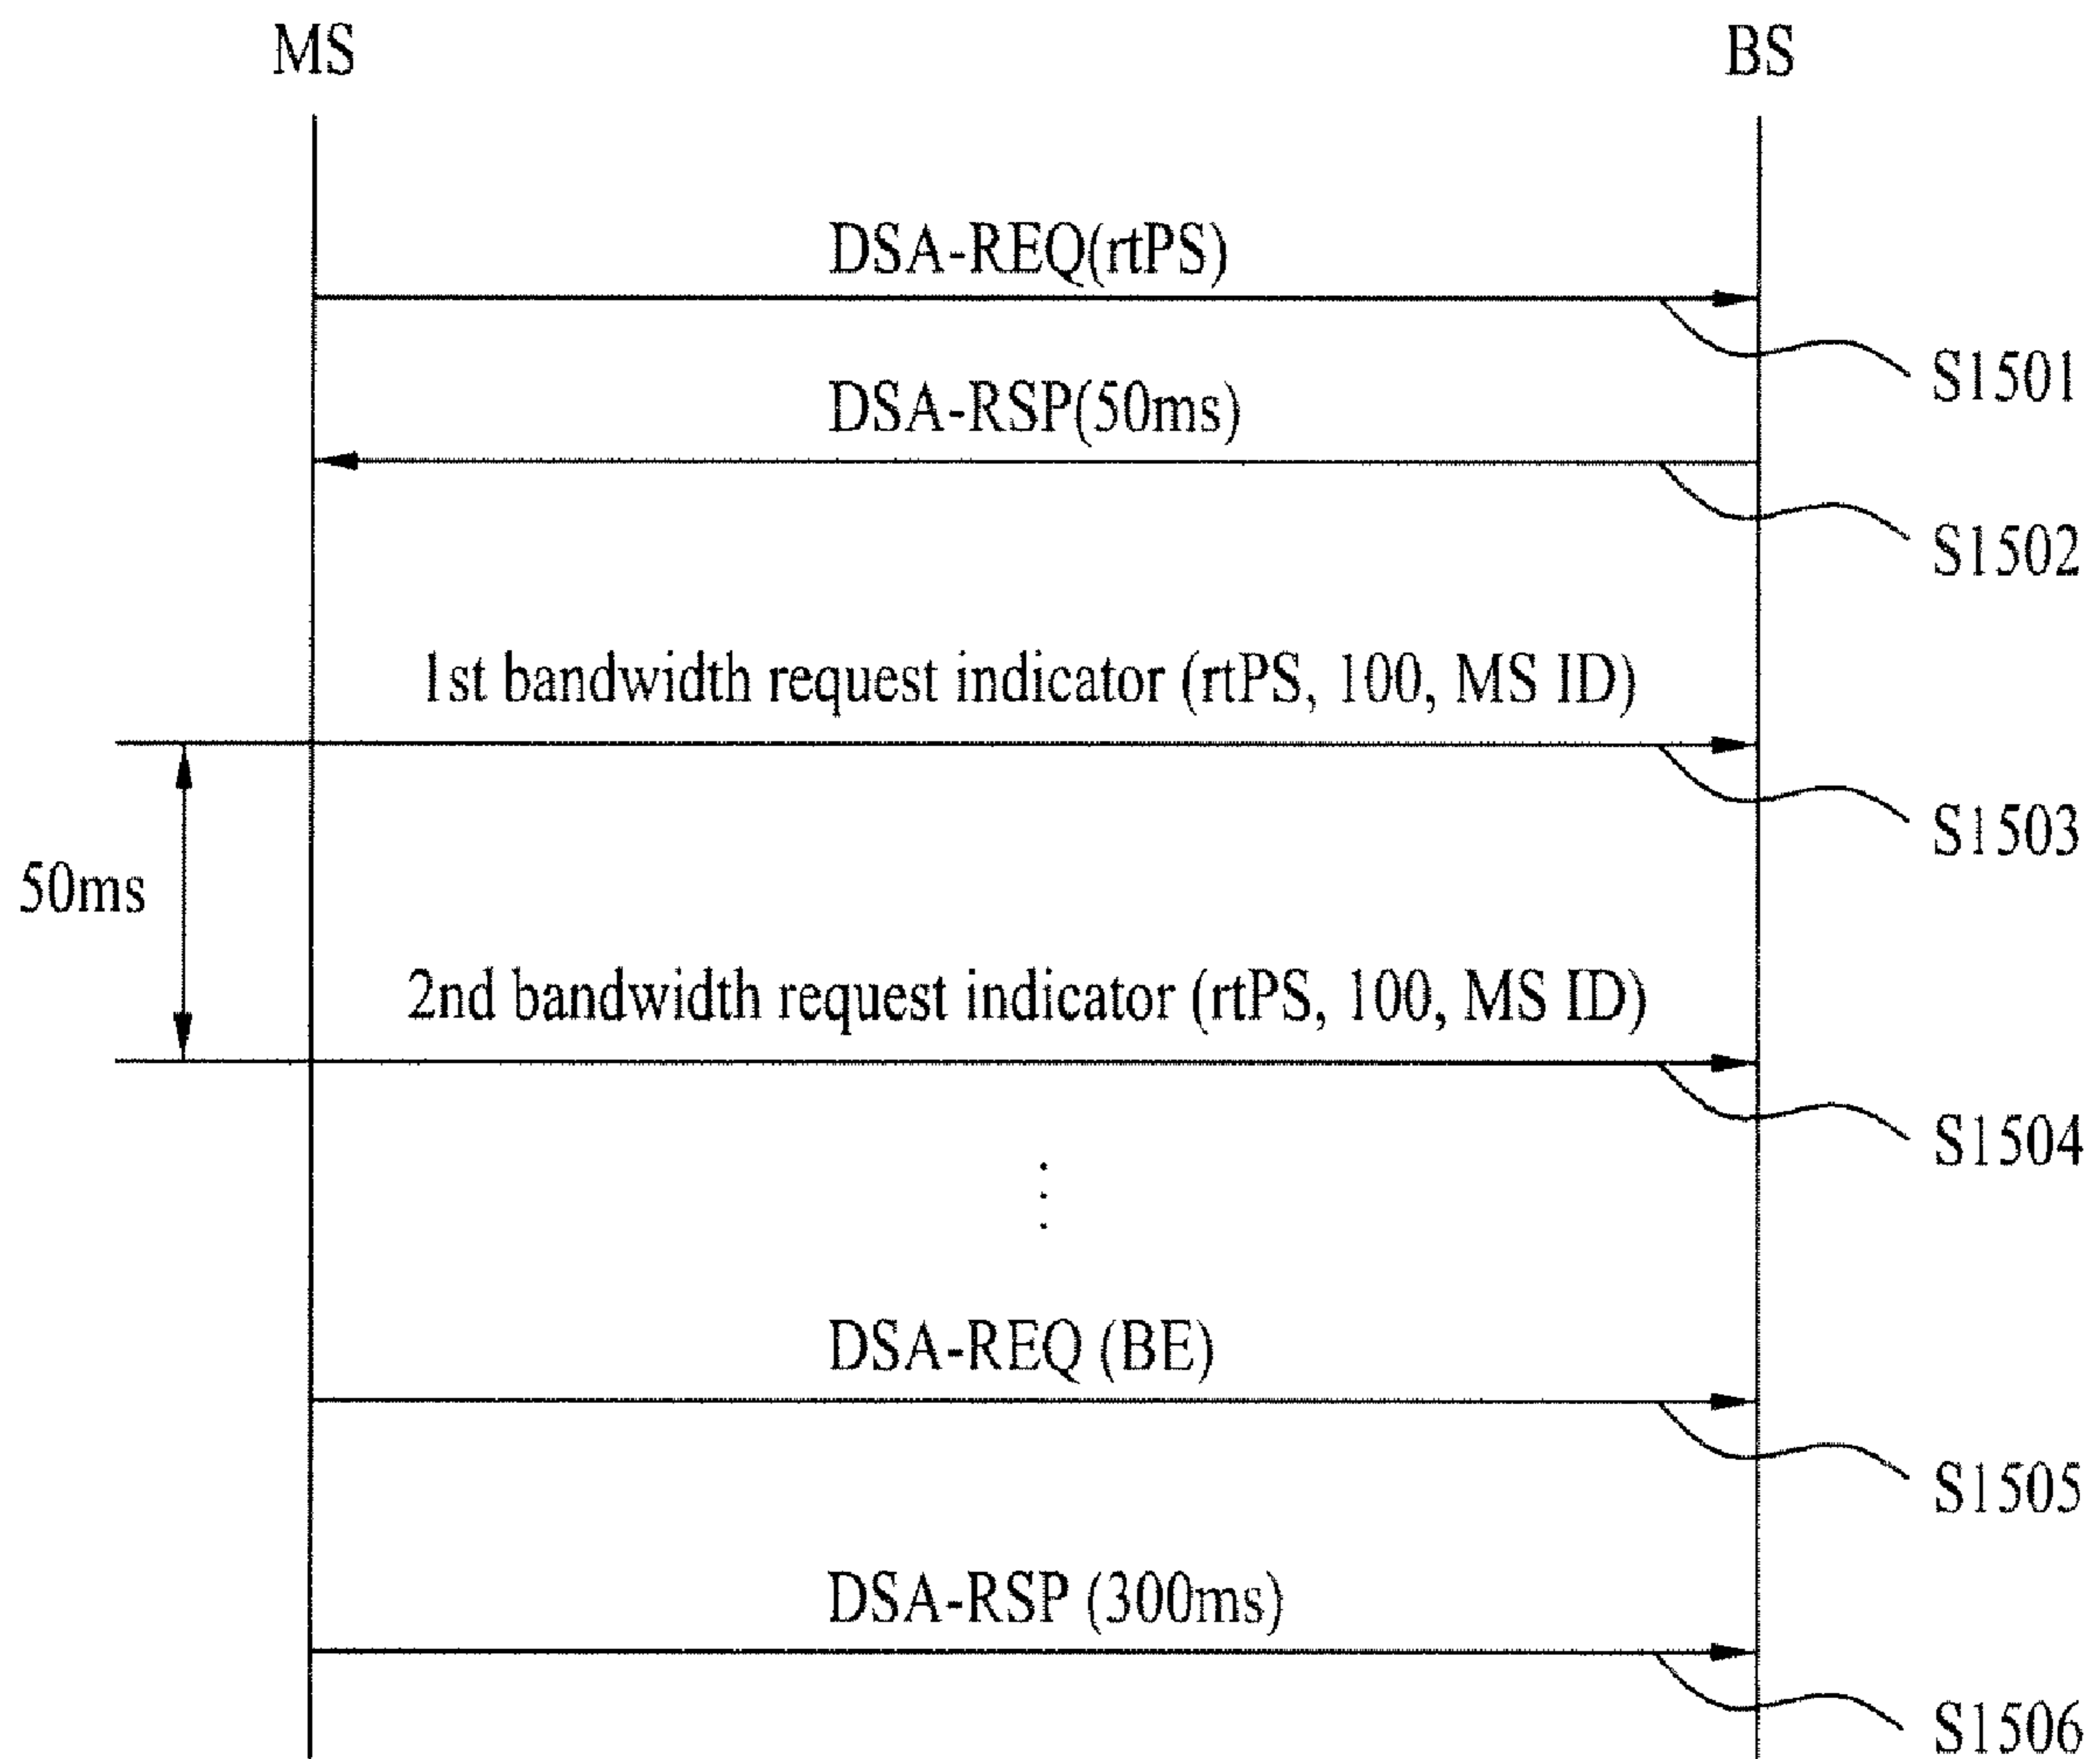 MS
BS
DSA-REQ(rtPS)
S1501
DSA-RSP(50ms)
S1502
1st bandwidth request indicator (rtPS, 100, MS ID)
S1503
50ms
2nd bandwidth request indicator (rtPS, 100, MS ID)
S1504
DSA-REQ (BE)
S1505
DSA-RSP (300ms)
S1506